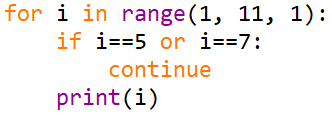 for i in range(1, 11, 1):
    if i==5 or i==7:
        continue
    print(i)